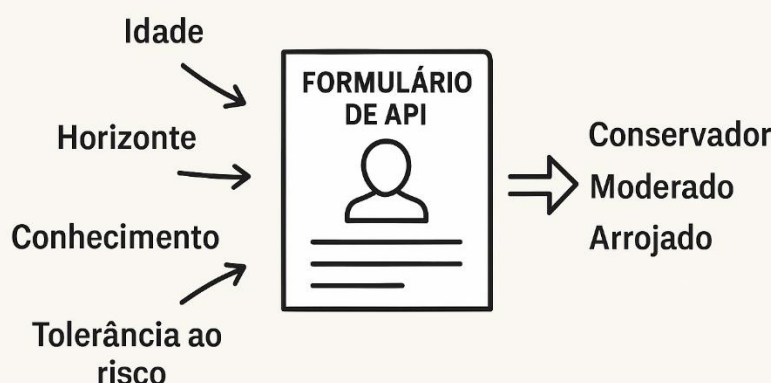 Idade
Horizonte
Conhecimento
Tolerância ao
risco
FORMULÁRIO
DE API
Conservador
Moderado
Arrojado